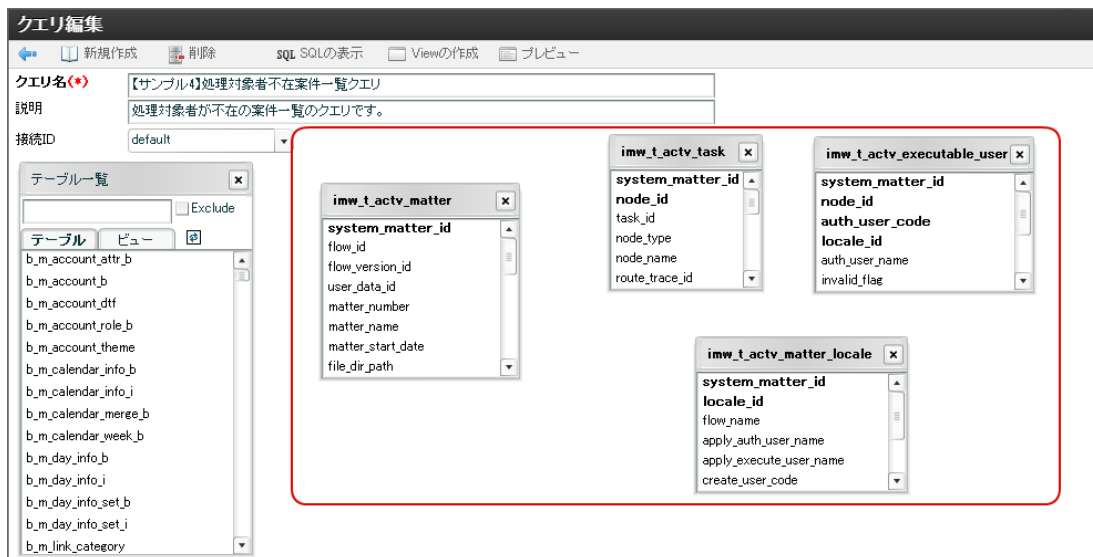 クエリ編集
新規作成 削除 SQL SQLの表示 Viewの作成 プレビュー
クエリ名(*) 【サンプル4】処理対象者不在案件一覧クエリ
説明 処理対象者が不在の案件一覧のクエリです。
接続ID default
テーブル一覧
Exclude
テーブル ビュー
b_m_account_attr_b
b_m_account_b
b_m_account_dtf
b_m_account_role_b
b_m_account_theme
b_m_calendar_info_b
b_m_calendar_info_i
b_m_calendar_merge_b
b_m_calendar_week_b
b_m_day_info_b
b_m_day_info_i
b_m_day_info_set_b
b_m_day_info_set_i
b_m_link_category
imw_t_actv_matter
system_matter_id
flow_id
flow_version_id
user_data_id
matter_number
matter_name
matter_start_date
file_dir_path
imw_t_actv_task
system_matter_id
node_id
task_id
node_type
node_name
route_trace_id
imw_t_actv_executable_user
system_matter_id
node_id
auth_user_code
locale_id
auth_user_name
invalid_flag
imw_t_actv_matter_locale
system_matter_id
locale_id
flow_name
apply_auth_user_name
apply_execute_user_name
create_user_code